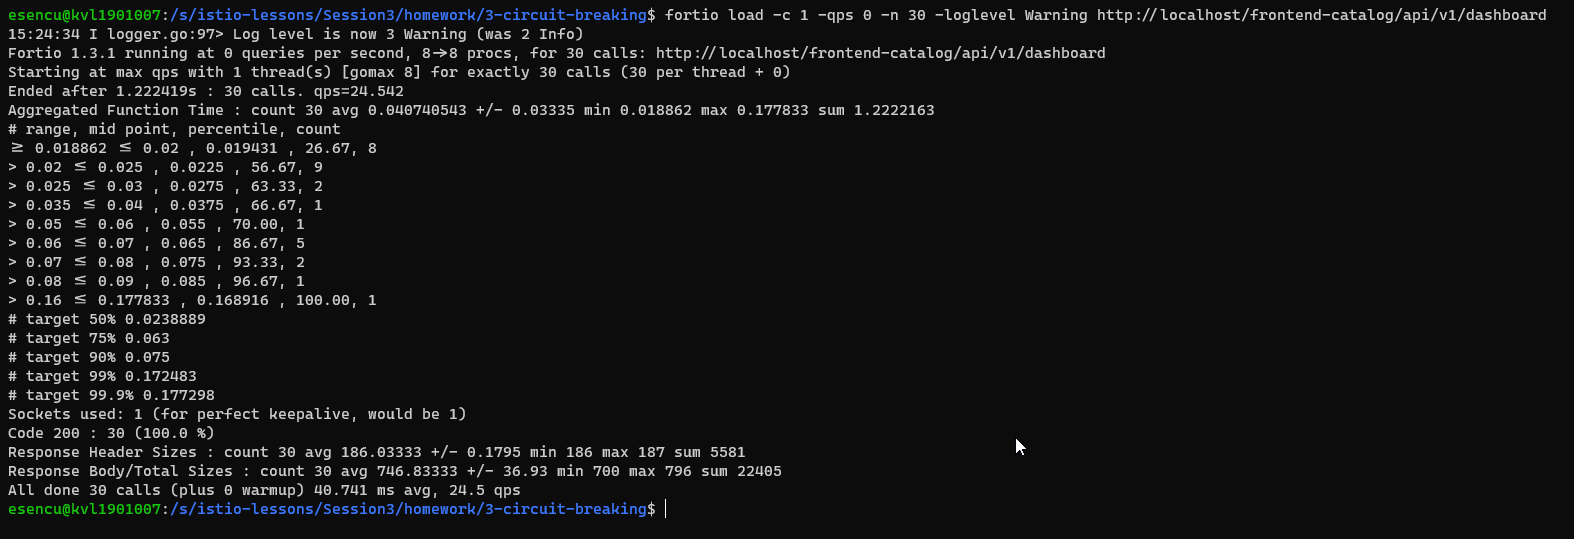 esencu@kvl1901007:/s/istio-lessons/Session3/homework/3-circuit-breaking$ fortio load -c 1 -qps 0 -n 30 -loglevel Warning http://localhost/frontend-catalog/api/v1/dashboard
15:24:34 I logger.go:97> Log level is now 3 Warning (was 2 Info)
Fortio 1.3.1 running at 0 queries per second, 8->8 procs, for 30 calls: http://localhost/frontend-catalog/api/v1/dashboard
Starting at max qps with 1 thread(s) [gomax 8] for exactly 30 calls (30 per thread + 0)
Ended after 1.222419s : 30 calls. qps=24.542
Aggregated Function Time : count 30 avg 0.040740543 +/- 0.03335 min 0.018862 max 0.177833 sum 1.2222163
# range, mid point, percentile, count
>= 0.018862 <= 0.02 , 0.019431 , 26.67, 8
> 0.02 <= 0.025 , 0.0225 , 56.67, 9
> 0.025 <= 0.03 , 0.0275 , 63.33, 2
> 0.035 <= 0.04 , 0.0375 , 66.67, 1
> 0.05 <= 0.06 , 0.055 , 70.00, 1
> 0.06 <= 0.07 , 0.065 , 86.67, 5
> 0.07 <= 0.08 , 0.075 , 93.33, 2
> 0.08 <= 0.09 , 0.085 , 96.67, 1
> 0.16 <= 0.177833 , 0.168916 , 100.00, 1
# target 50% 0.0238889
# target 75% 0.063
# target 90% 0.075
# target 99% 0.172483
# target 99.9% 0.177298
Sockets used: 1 (for perfect keepalive, would be 1)
Code 200 : 30 (100.0 %)
Response Header Sizes : count 30 avg 186.03333 +/- 0.1795 min 186 max 187 sum 5581
Response Body/Total Sizes : count 30 avg 746.83333 +/- 36.93 min 700 max 796 sum 22405
All done 30 calls (plus 0 warmup) 40.741 ms avg, 24.5 qps
esencu@kvl1901007:/s/istio-lessons/Session3/homework/3-circuit-breaking$